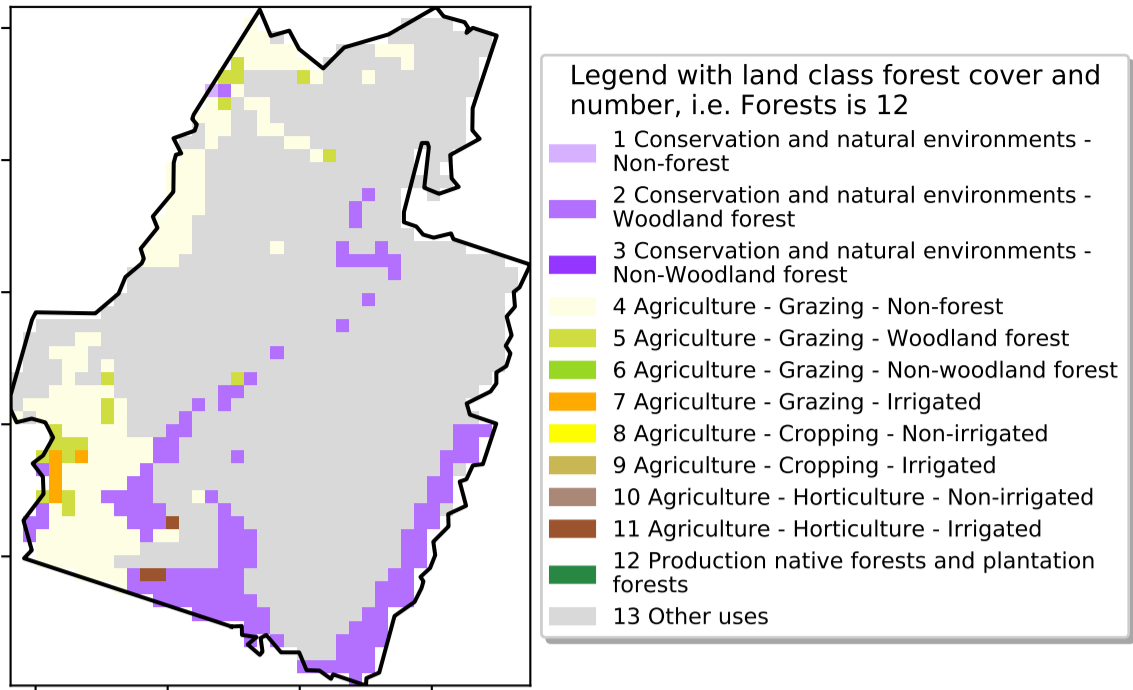 Legend with land class forest cover and
number, i.e. Forests is 12
1 Conservation and natural environments -
Non-forest
2 Conservation and natural environments -
Woodland forest
3 Conservation and natural environments -
Non-Woodland forest
4 Agriculture - Grazing - Non-forest
5 Agriculture - Grazing - Woodland forest
6 Agriculture - Grazing - Non-woodland forest
7 Agriculture - Grazing - Irrigated
8 Agriculture - Cropping - Non-irrigated
9 Agriculture - Cropping - Irrigated
10 Agriculture - Horticulture - Non-irrigated
11 Agriculture - Horticulture - Irrigated
12 Production native forests and plantation
forests
13 Other uses